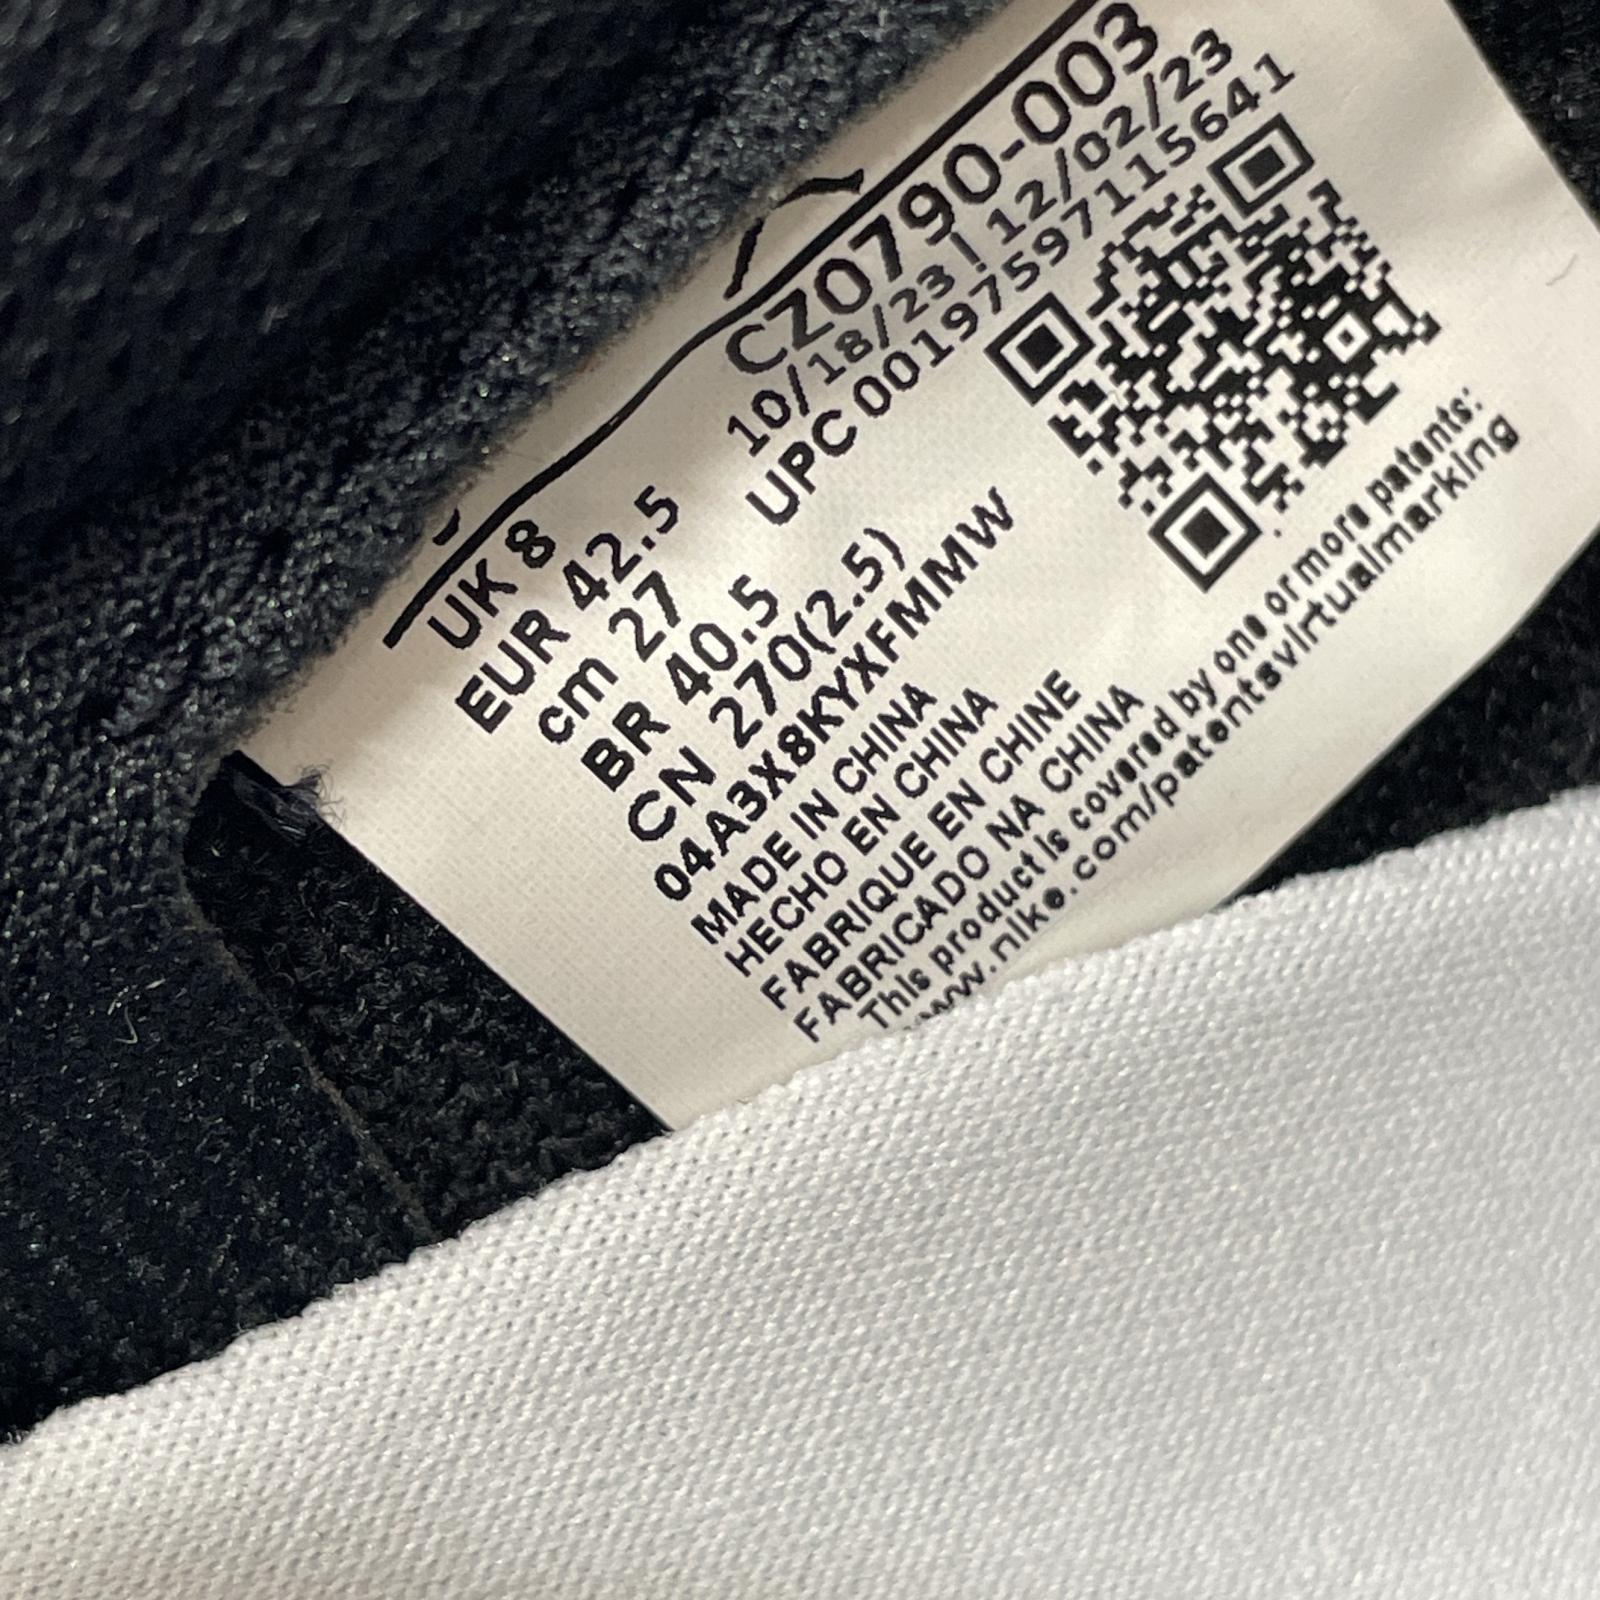 CZ0790-003
10/18/23 | 12/02/23
UPC 00197597115641
UK 8
EUR 42.5
cm 27
BR 40.5
CN 270(2.5)
04A3X8KYXFMMMW
MADE IN CHINA
HECHO EN CHINA
FABRIQUE EN CHINE
FABRICADO NA CHINA
This product is covered by one or more patents:
www.nike.com/patentsvirtualmarking